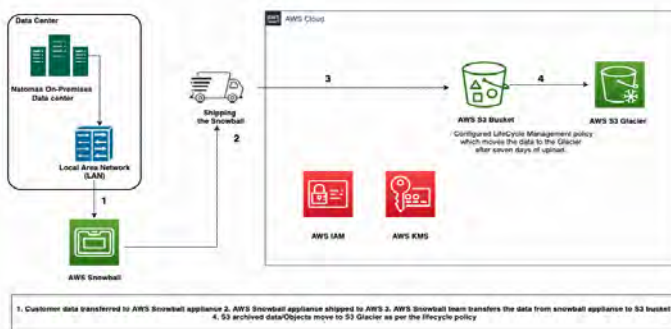 Data Center
aws
AWS Cloud
Natomas On-Premises
Data center
Local Area Network
(LAN)
1
AWS Snowball
Shipping
the Snowball
2
3
AWS S3 Bucket
Configured LifeCycle Management policy
which moves the data to the Glacier
after seven days of upload.
4
AWS S3 Glacier
AWS IAM
AWS KMS
1. Customer data transferred to AWS Snowball appliance 2. AWS Snowball appliance shipped to AWS 3. AWS Snowball team transfers the data from snowball appliance to S3 bucket
4. S3 archived data/Objects move to S3 Glacier as per the lifecycle policy